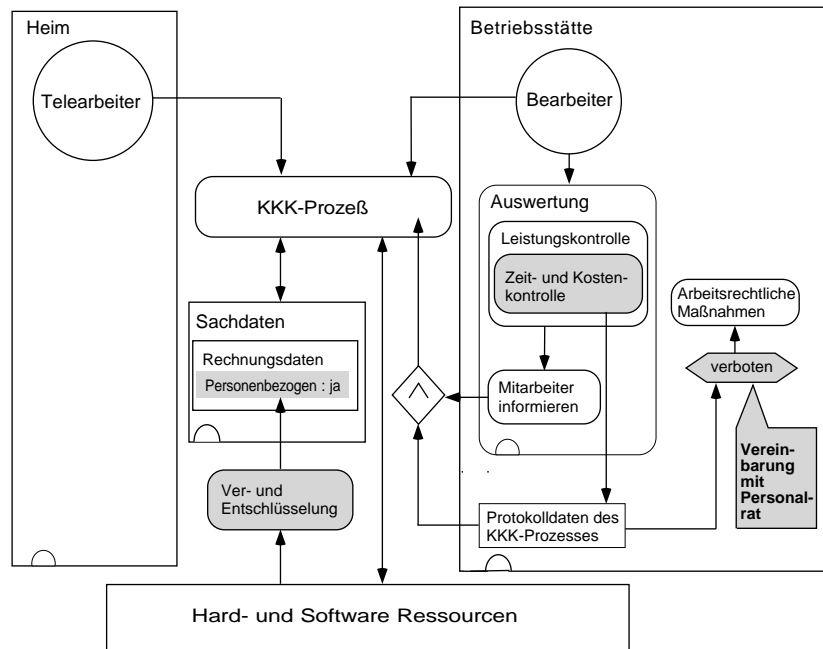 Heim
Betriebsstätte
Telearbeiter
Bearbeiter
KKK-Prozeß
Auswertung
Leistungskontrolle
Zeit- und Kosten-
kontrolle
Arbeitsrechtliche
Maßnahmen
Sachdaten
Rechnungsdaten
Personenbezogen : ja
verboten
Mitarbeiter
informieren
Verein-
barung
mit
Personal-
rat
Ver- und
Entschlüsselung
Protokolldaten des
KKK-Prozesses
Hard- und Software Ressourcen